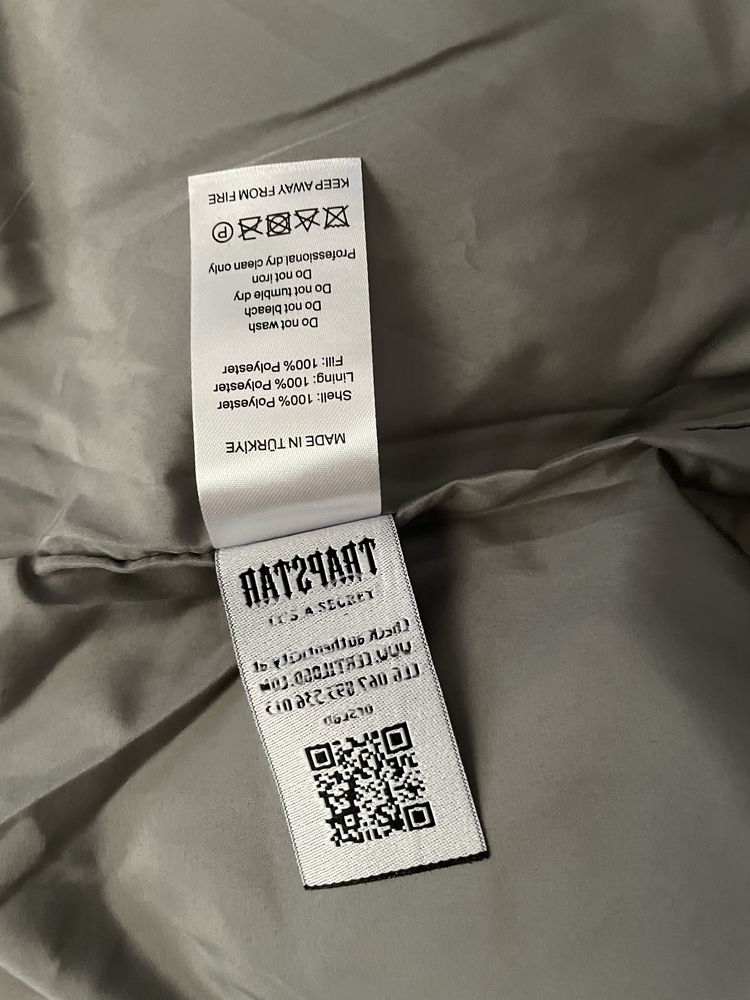 MADE IN TÜRKİYE
Shell: 100% Polyester
Lining: 100% Polyester
Fill: 100% Polyester
Do not wash
Do not bleach
Do not tumble dry
Do not iron
Professional dry clean only
P
KEEP AWAY FROM FIRE
TRAPSTAR
IT'S A SECRET
Check authenticity at
WWW.CERTILOGO.COM